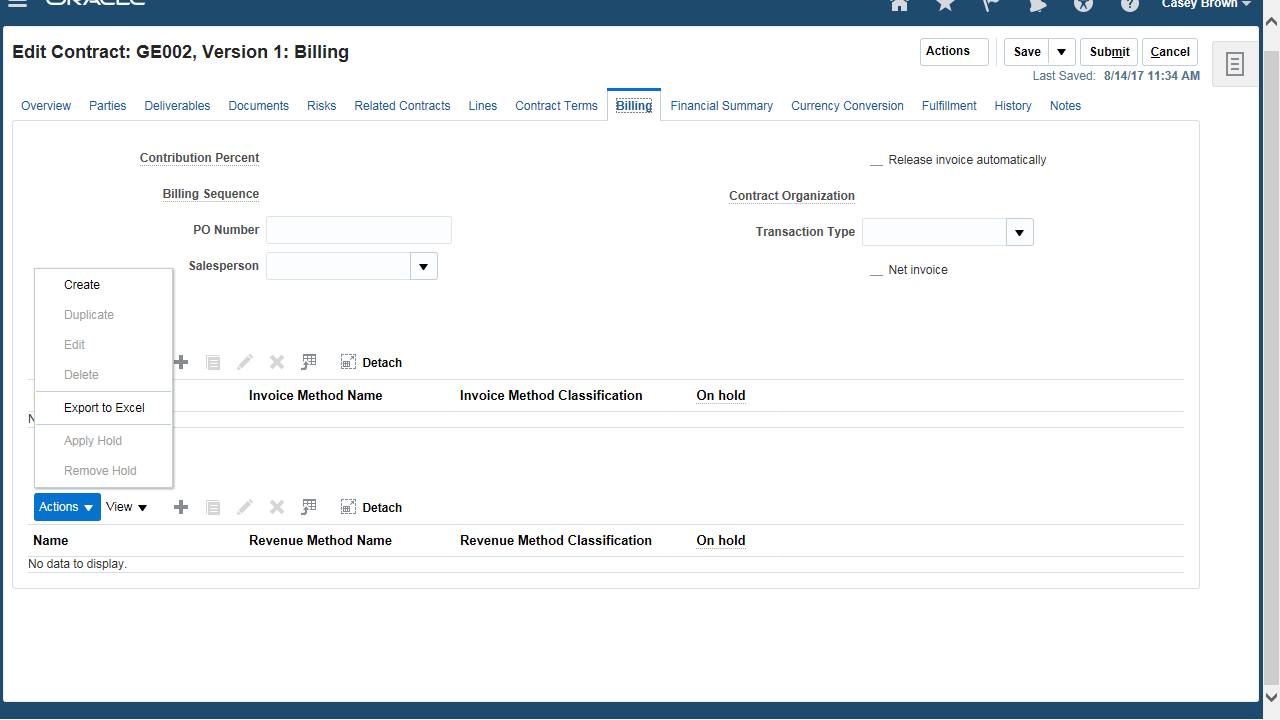 ORACLE
Casey Brown
Edit Contract: GE002, Version 1: Billing
Actions
Save
Submit
Cancel
Last Saved: 8/14/17 11:34 AM
Overview
Parties
Deliverables
Documents
Risks
Related Contracts
Lines
Contract Terms
Billing
Financial Summary
Currency Conversion
Fulfillment
History
Notes
Contribution Percent
Release invoice automatically
Billing Sequence
Contract Organization
PO Number
Transaction Type
Salesperson
Net invoice
Create
Duplicate
Edit
Delete
Export to Excel
Apply Hold
Remove Hold
Detach
Invoice Method Name
Invoice Method Classification
On hold
Actions
View
Detach
Name
Revenue Method Name
Revenue Method Classification
On hold
No data to display.